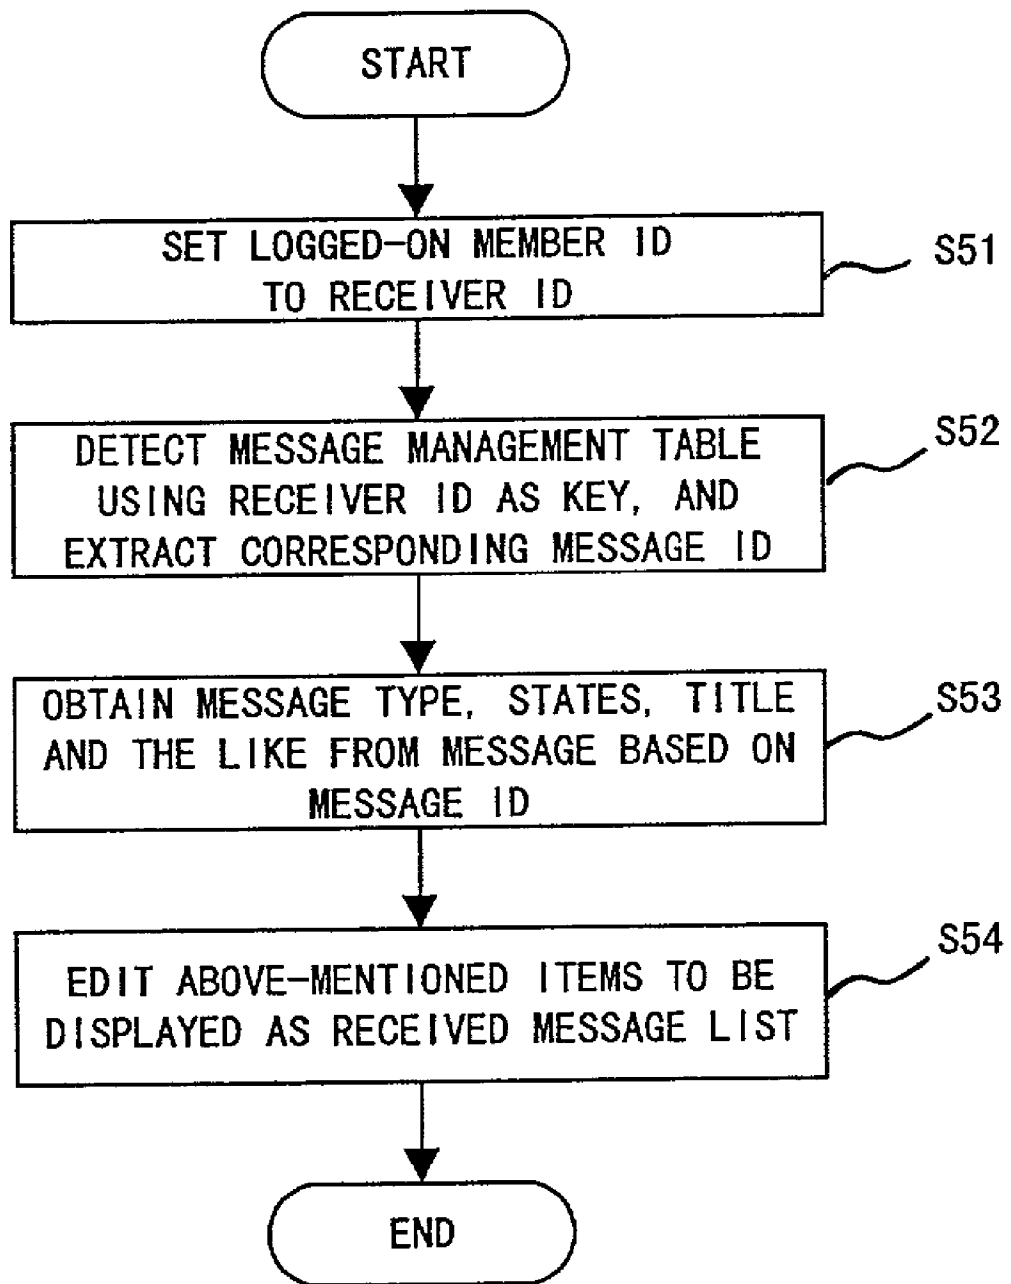 START
SET LOGGED-ON MEMBER ID
TO RECEIVER ID
S51
DETECT MESSAGE MANAGEMENT TABLE
USING RECEIVER ID AS KEY, AND
EXTRACT CORRESPONDING MESSAGE ID
S52
OBTAIN MESSAGE TYPE, STATES, TITLE
AND THE LIKE FROM MESSAGE BASED ON
MESSAGE ID
S53
EDIT ABOVE-MENTIONED ITEMS TO BE
DISPLAYED AS RECEIVED MESSAGE LIST
S54
END